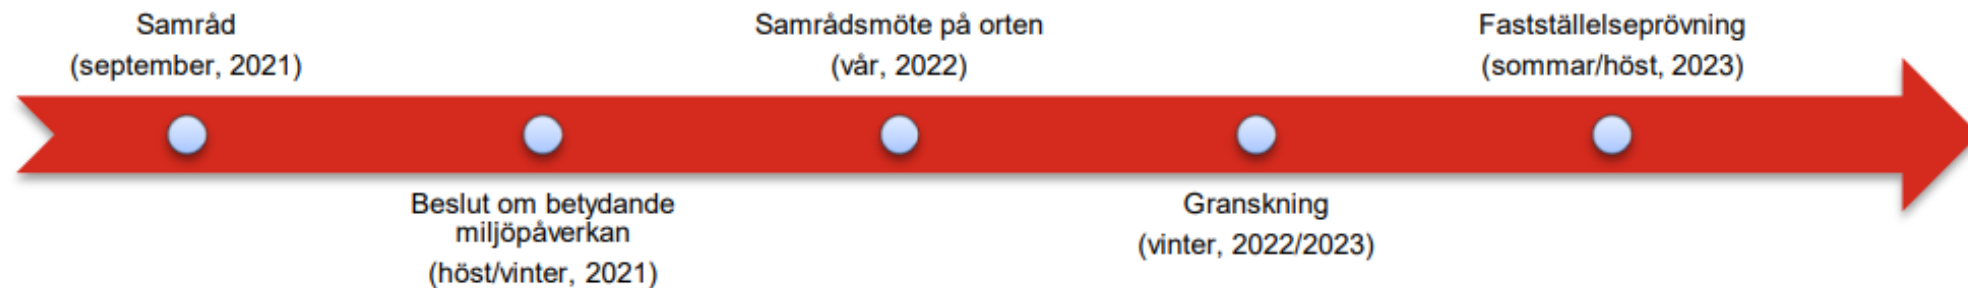 Samråd
(september, 2021)
Beslut om betydande
miljöpåverkan
(höst/vinter, 2021)
Samrådsmöte på orten
(vår, 2022)
Granskning
(vinter, 2022/2023)
Fastställelseprövning
(sommar/höst, 2023)